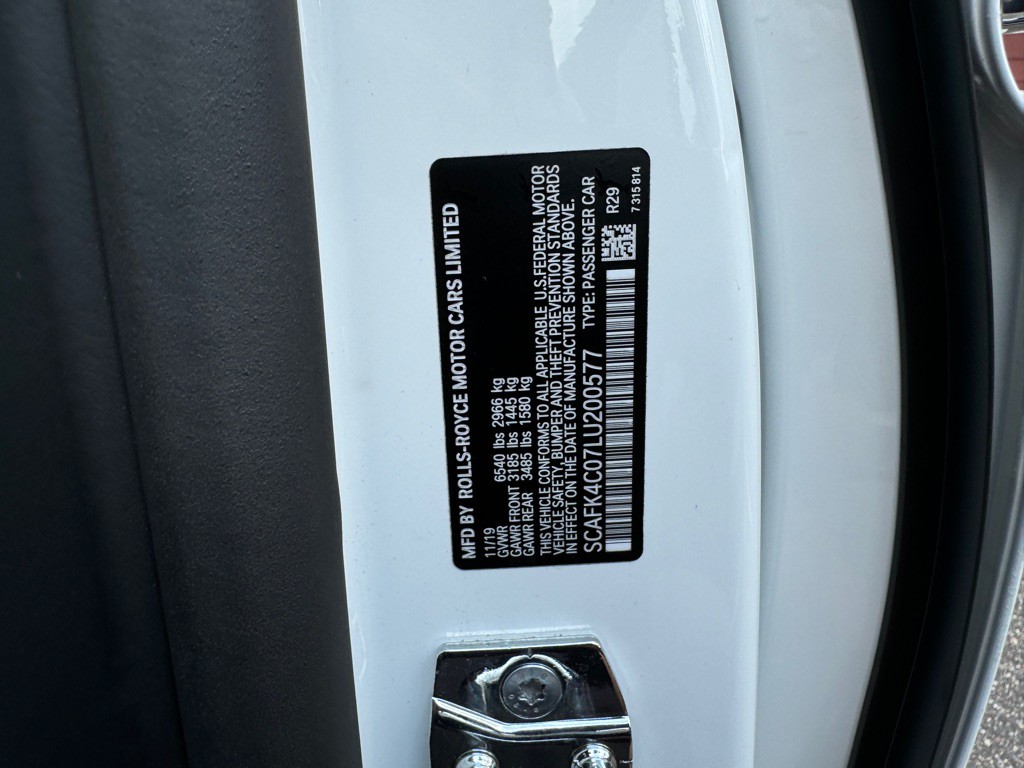 MFD BY ROLLS-ROYCE MOTOR CARS LIMITED
11/19
GVWR 6540 lbs 2966 kg
GAWR FRONT 3185 lbs 1445 kg
GAWR REAR 3485 lbs 1580 kg
THIS VEHICLE CONFORMS TO ALL APPLICABLE U.S.FEDERAL MOTOR
VEHICLE SAFETY, BUMPER AND THEFT PREVENTION STANDARDS
IN EFFECT ON THE DATE OF MANUFACTURE SHOWN ABOVE.
SCAFK4C07LU200577 TYPE: PASSENGER CAR
R29
7 315 814